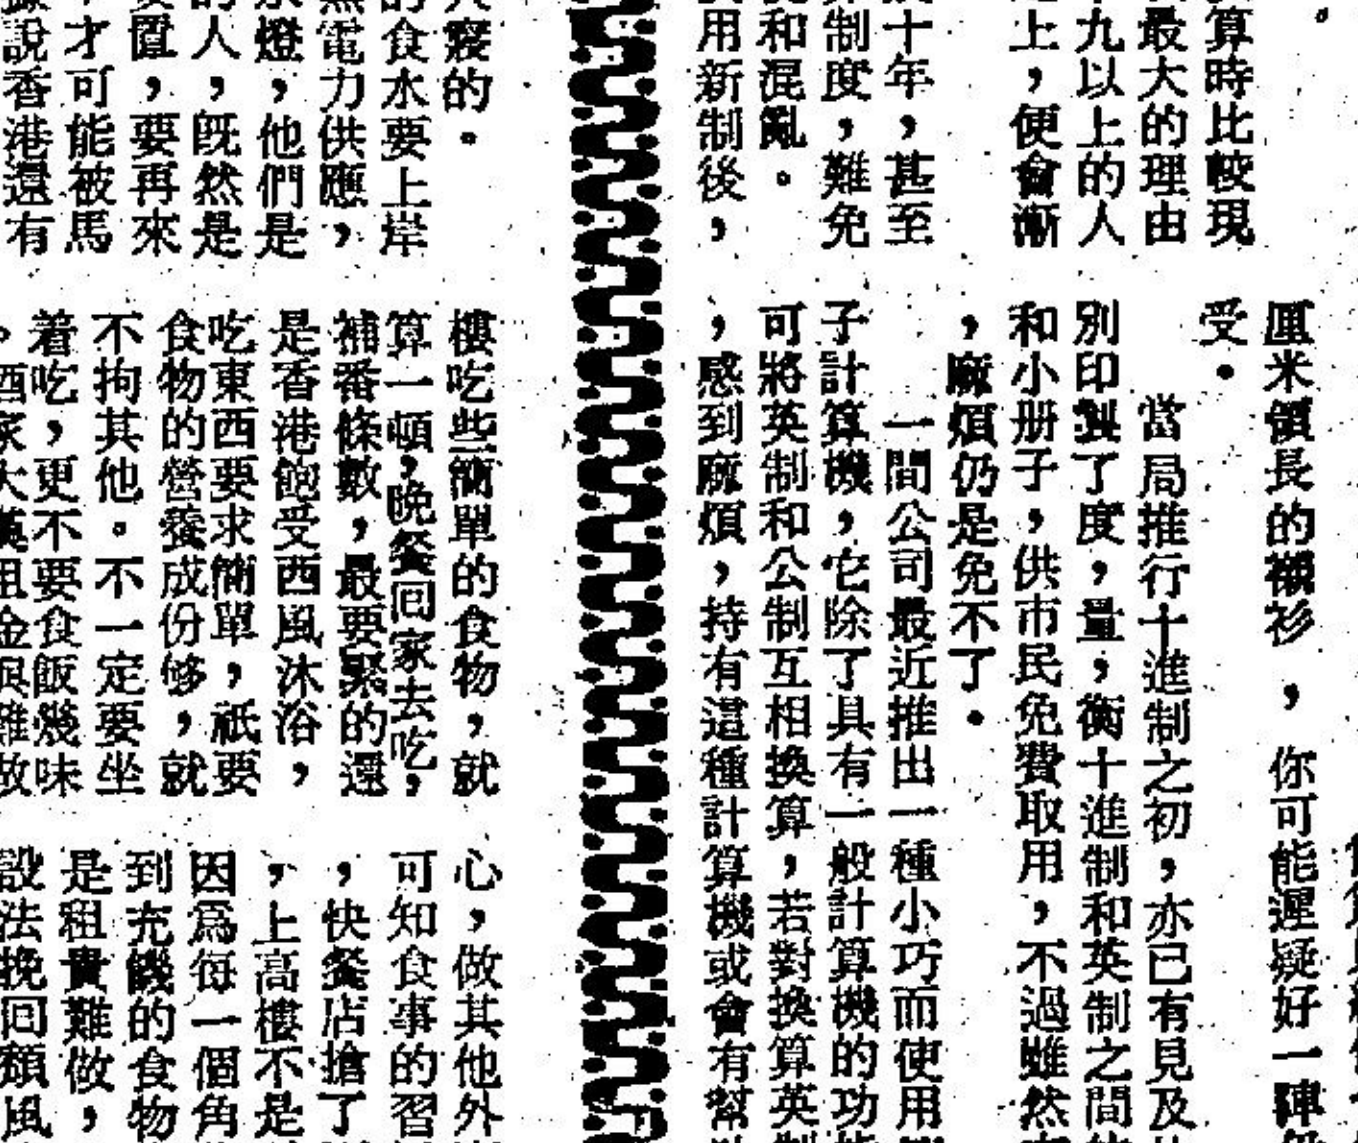 算時比較現
最大的理由
九以上的人
上，便會漸
十年，甚至
制度，難免
和混亂。
用新制後，
厘米領長的襯衫，你可能遲疑好一陣
受。
當局推行十進制之初，亦已有見及
別印製了度，量，衡十進制和英制之間
和小册子，供市民免費取用，不過雖然
，麻煩仍是免不了。
一間公司最近推出一種小巧而使用
子計算機，它除了具有一般計算機的功
可將英制和公制互相換算，若對換算英
，感到麻煩，持有這種計算機或會有幫
的。
的食水要上岸
電力供應，
燈，他們是
的人，既然是
置，要再來
才可能被馬
說香港還有
樓吃些簡單的食物，就
算一頓，晚餐回家去吃，
補番條數，最要緊的還
是香港飽受西風沐浴，
吃東西要求簡單，祇要
食物的營養成份够，就
不拘其他。不一定要坐
着吃，更不要食飯幾味
心，做其他外
可知食事的習
，快餐店搶了
，上高樓不是
因爲每一個角
到充饑的食物
是租貴難做，
設法挽回頹風